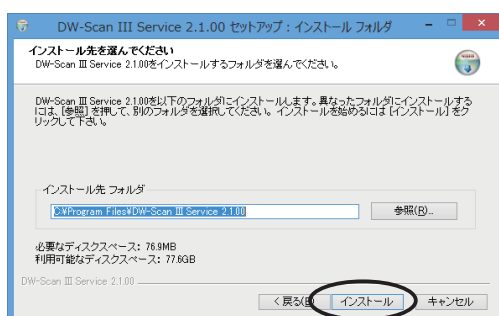 DW-Scan III Service 2.1.00 セットアップ：インストール フォルダ
インストール先を選んでください
DW-Scan Ⅲ Service 2.1.00をインストールするフォルダを選んでください。
DW-Scan Ⅲ Service 2.1.00を以下のフォルダにインストールします。異なったフォルダにインストールする
には、[参照] を押して、別のフォルダを選択してください。 インストールを始めるには [インストール] をク
リックして下さい。
インストール先 フォルダ
C:¥Program Files¥DW-Scan Ⅲ Service 2.1.00
参照(R)...
必要なディスクスペース: 76.9MB
利用可能なディスクスペース: 77.6GB
DW-Scan Ⅲ Service 2.1.00
< 戻る(B)
インストール
キャンセル